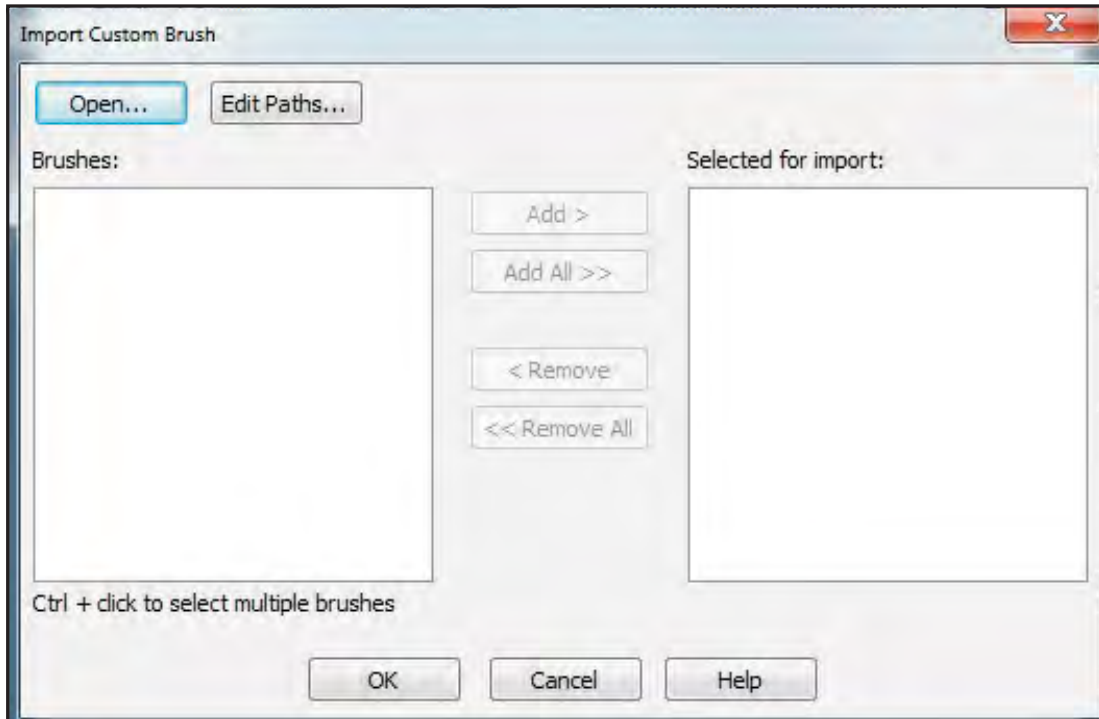 Import Custom Brush
X
Open... Edit Paths...
Brushes: Selected for import:
Add >
Add All >>
< Remove
<< Remove All
Ctrl + click to select multiple brushes
OK Cancel Help